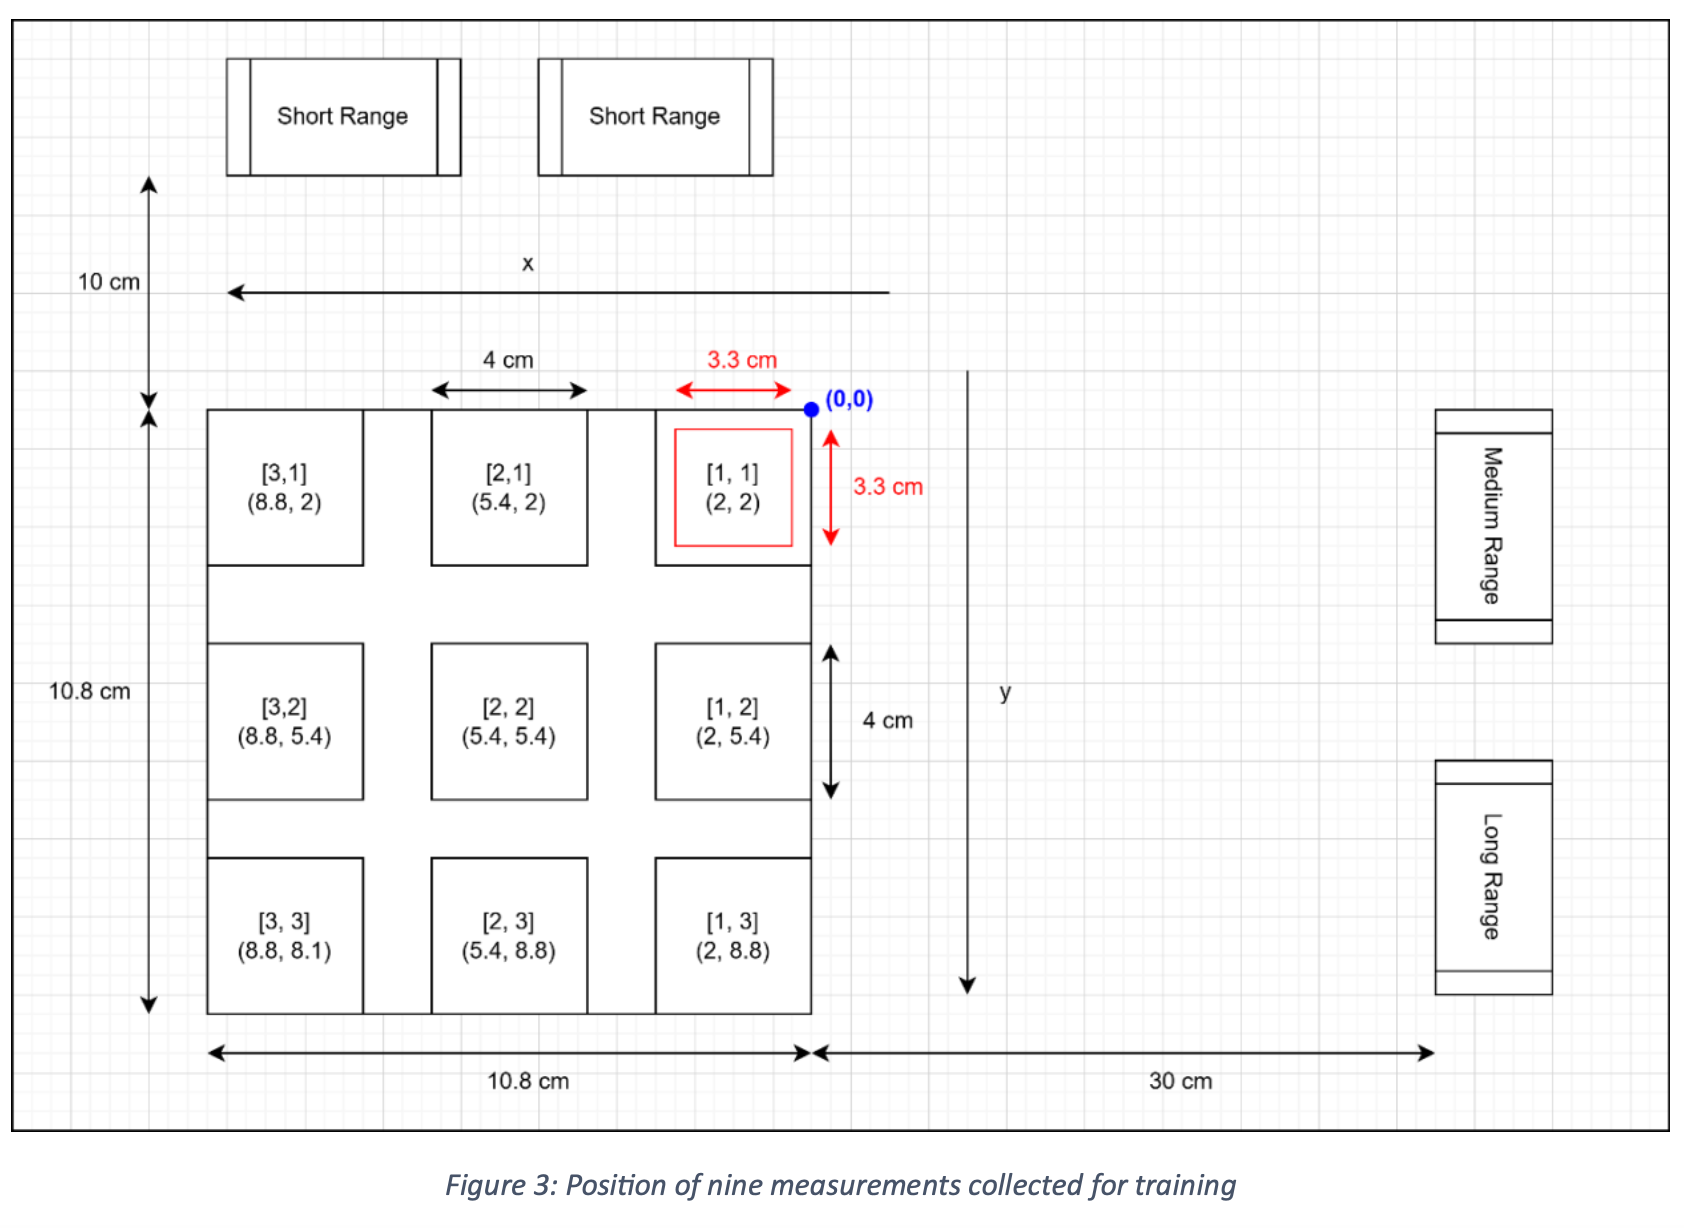 Short Range
Short Range
10 cm
x
4 cm
3.3 cm
(0,0)
[3,1]
(8.8, 2)
[2,1]
(5.4, 2)
[1, 1]
(2, 2)
3.3 cm
Medium Range
10.8 cm
[3,2]
(8.8, 5.4)
[2, 2]
(5.4, 5.4)
[1, 2]
(2, 5.4)
4 cm
y
[3, 3]
(8.8, 8.1)
[2, 3]
(5.4, 8.8)
[1, 3]
(2, 8.8)
Long Range
10.8 cm
30 cm
Figure 3: Position of nine measurements collected for training